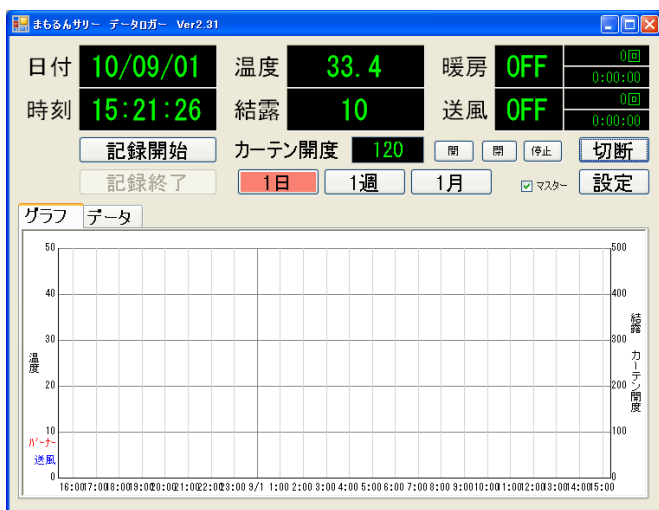 まもるんサリー データロガー Ver2.31
日付 10/09/01 温度 33.4 暖房 OFF 0回
0:00:00
時刻 15:21:26 結露 10 送風 OFF 0回
0:00:00
記録開始 カーテン開度 120 開 閉 停止 切断
記録終了 1日 1週 1月 マスター 設定
グラフ データ
50 500
40 400
30 300
温度
結露 カーテン開度
20 200
10 100
バーナー
送風
0 0
16:00 17:00 18:00 19:00 20:00 21:00 22:00 23:00 9/1 1:00 2:00 3:00 4:00 5:00 6:00 7:00 8:00 9:00 10:00 11:00 12:00 13:00 14:00 15:00